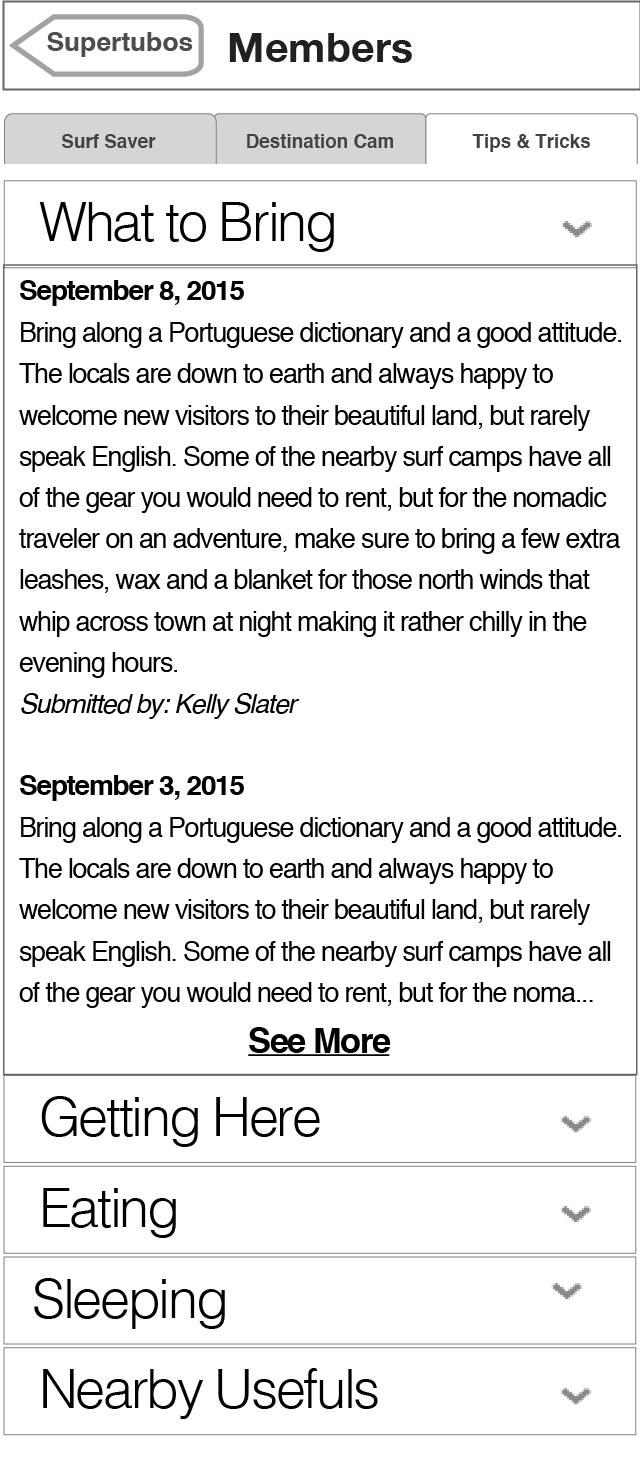 Supertubos Members
Surf Saver Destination Cam Tips & Tricks
What to Bring
September 8, 2015
Bring along a Portuguese dictionary and a good attitude.
The locals are down to earth and always happy to
welcome new visitors to their beautiful land, but rarely
speak English. Some of the nearby surf camps have all
of the gear you would need to rent, but for the nomadic
traveler on an adventure, make sure to bring a few extra
leashes, wax and a blanket for those north winds that
whip across town at night making it rather chilly in the
evening hours.
Submitted by: Kelly Slater
September 3, 2015
Bring along a Portuguese dictionary and a good attitude.
The locals are down to earth and always happy to
welcome new visitors to their beautiful land, but rarely
speak English. Some of the nearby surf camps have all
of the gear you would need to rent, but for the noma...
See More
Getting Here
Eating
Sleeping
Nearby Usefuls